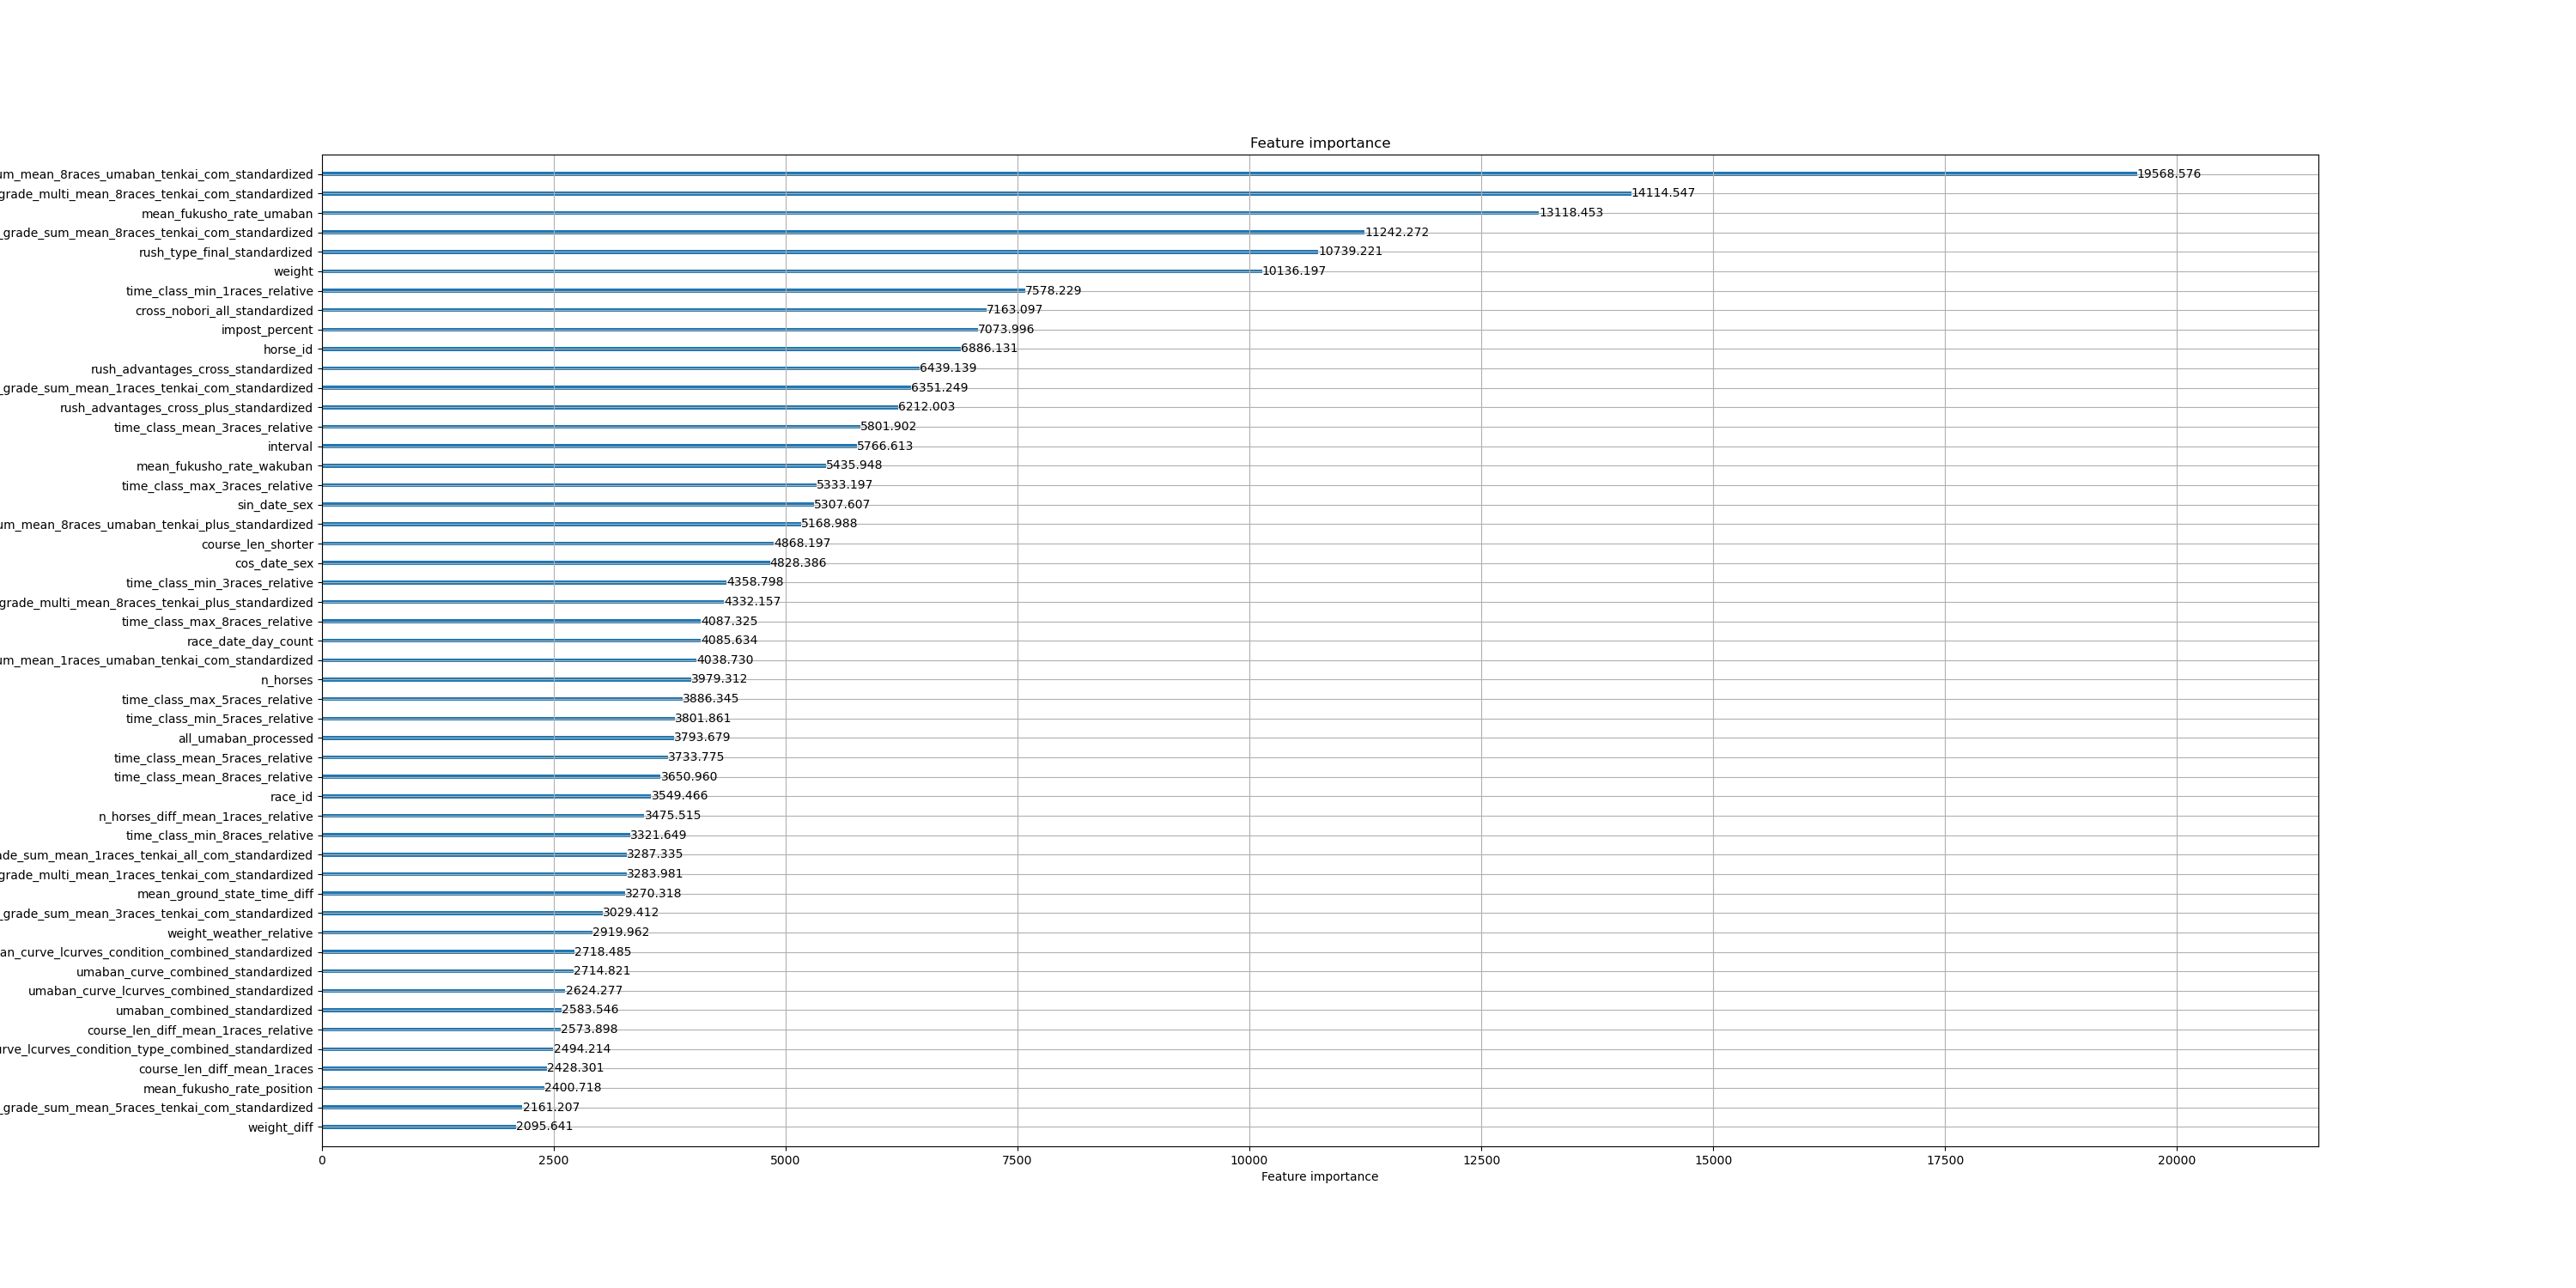 Feature importance
um_mean_8races_umaban_tenkai_com_standardized 19568.576
grade_multi_mean_8races_tenkai_com_standardized 14114.547
mean_fukusho_rate_umaban 13118.453
_grade_sum_mean_8races_tenkai_com_standardized 11242.272
rush_type_final_standardized 10739.221
weight 10136.197
time_class_min_1races_relative 7578.229
cross_nobori_all_standardized 7163.097
impost_percent 7073.996
horse_id 6886.131
rush_advantages_cross_standardized 6439.139
_grade_sum_mean_1races_tenkai_com_standardized 6351.249
rush_advantages_cross_plus_standardized 6212.003
time_class_mean_3races_relative 5801.902
interval 5766.613
mean_fukusho_rate_wakuban 5435.948
time_class_max_3races_relative 5333.197
sin_date_sex 5307.607
um_mean_8races_umaban_tenkai_plus_standardized 5168.988
course_len_shorter 4868.197
cos_date_sex 4828.386
time_class_min_3races_relative 4358.798
grade_multi_mean_8races_tenkai_plus_standardized 4332.157
time_class_max_8races_relative 4087.325
race_date_day_count 4085.634
um_mean_1races_umaban_tenkai_com_standardized 4038.730
n_horses 3979.312
time_class_max_5races_relative 3886.345
time_class_min_5races_relative 3801.861
all_umaban_processed 3793.679
time_class_mean_5races_relative 3733.775
time_class_mean_8races_relative 3650.960
race_id 3549.466
n_horses_diff_mean_1races_relative 3475.515
time_class_min_8races_relative 3321.649
ade_sum_mean_1races_tenkai_all_com_standardized 3287.335
grade_multi_mean_1races_tenkai_com_standardized 3283.981
mean_ground_state_time_diff 3270.318
_grade_sum_mean_3races_tenkai_com_standardized 3029.412
weight_weather_relative 2919.962
an_curve_lcurves_condition_combined_standardized 2718.485
umaban_curve_combined_standardized 2714.821
umaban_curve_lcurves_combined_standardized 2624.277
umaban_combined_standardized 2583.546
course_len_diff_mean_1races_relative 2573.898
urve_lcurves_condition_type_combined_standardized 2494.214
course_len_diff_mean_1races 2428.301
mean_fukusho_rate_position 2400.718
_grade_sum_mean_5races_tenkai_com_standardized 2161.207
weight_diff 2095.641
0 2500 5000 7500 10000 12500 15000 17500 20000
Feature importance